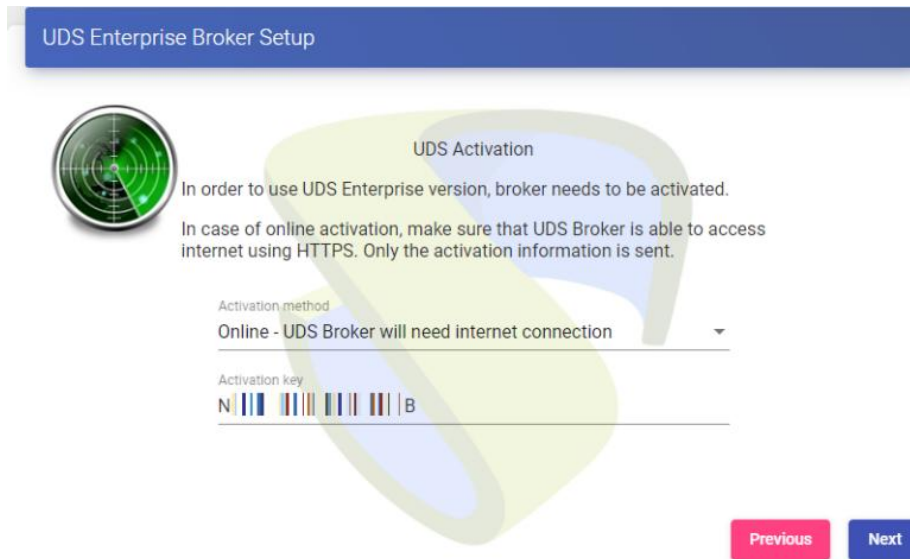 UDS Enterprise Broker Setup
UDS Activation
In order to use UDS Enterprise version, broker needs to be activated.
In case of online activation, make sure that UDS Broker is able to access
internet using HTTPS. Only the activation information is sent.
Activation method
Online - UDS Broker will need internet connection
Activation key
Previous
Next